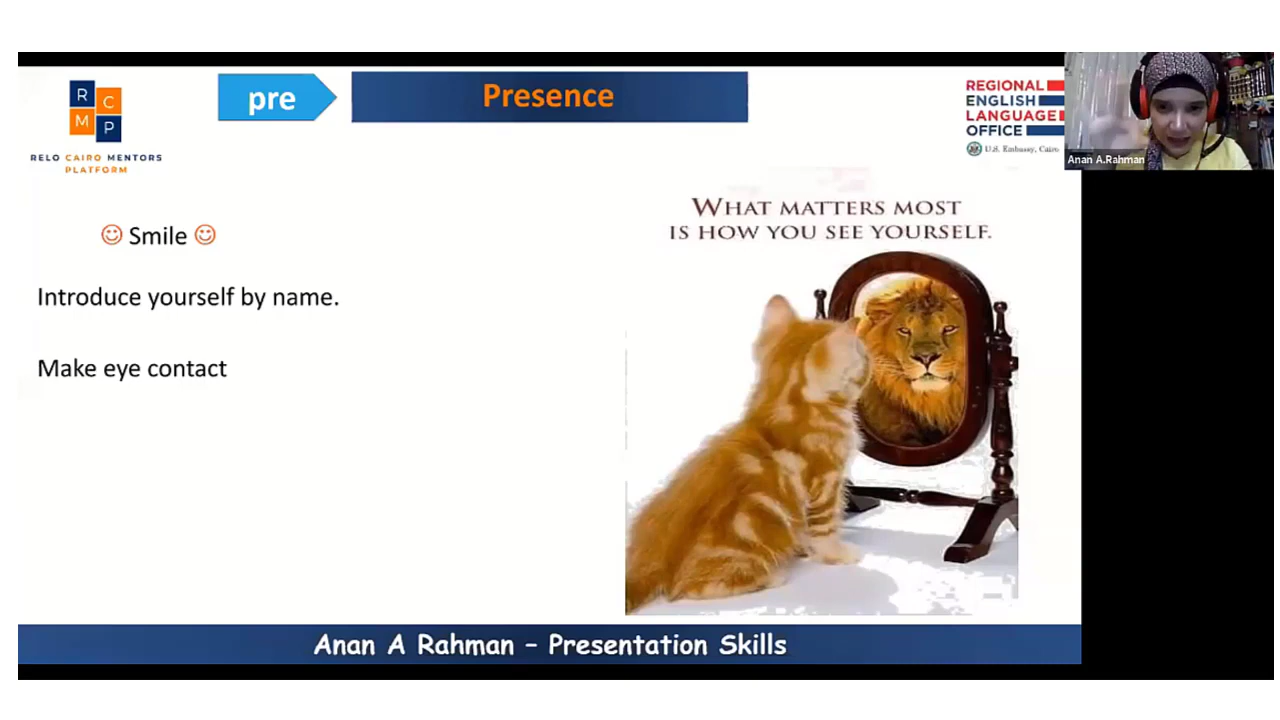 R
C
M
P
RELO CAIRO MENTORS
PLATFORM
pre
Presence
REGIONAL
ENGLISH
LANGUAGE
OFFICE
U.S. Embassy, Cairo
Anan A.Rahman
☺ Smile ☺
Introduce yourself by name.
Make eye contact
WHAT MATTERS MOST
IS HOW YOU SEE YOURSELF.
Anan A Rahman – Presentation Skills